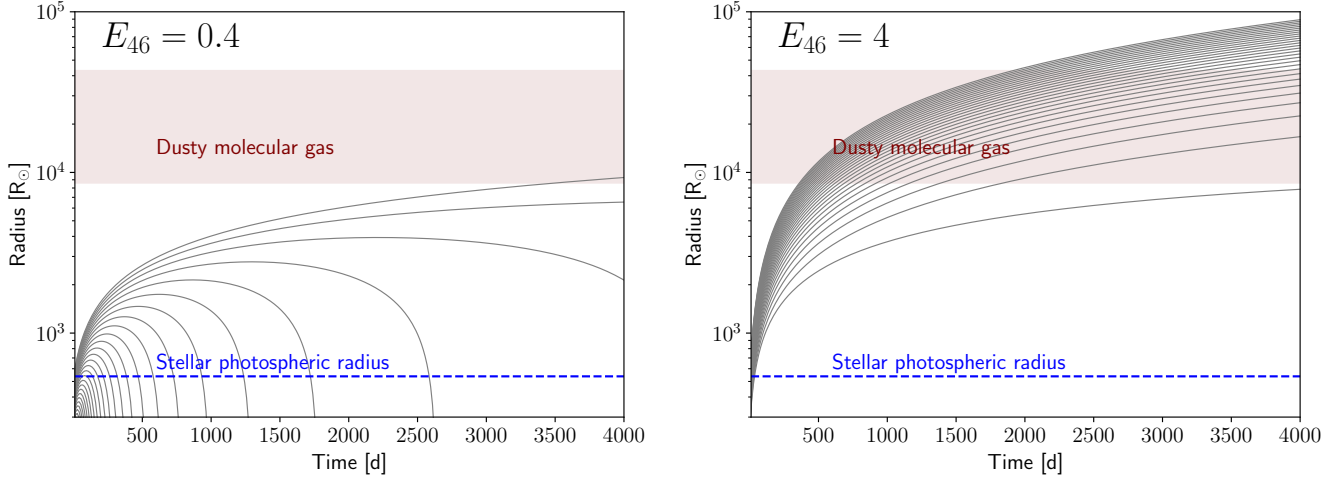 $E_{46} = 0.4$
Dusty molecular gas
Stellar photospheric radius
Radius [R$_\odot$]
$10^5$
$10^4$
$10^3$
500 1000 1500 2000 2500 3000 3500 4000
Time [d]
$E_{46} = 4$
Dusty molecular gas
Stellar photospheric radius
Radius [R$_\odot$]
$10^5$
$10^4$
$10^3$
500 1000 1500 2000 2500 3000 3500 4000
Time [d]